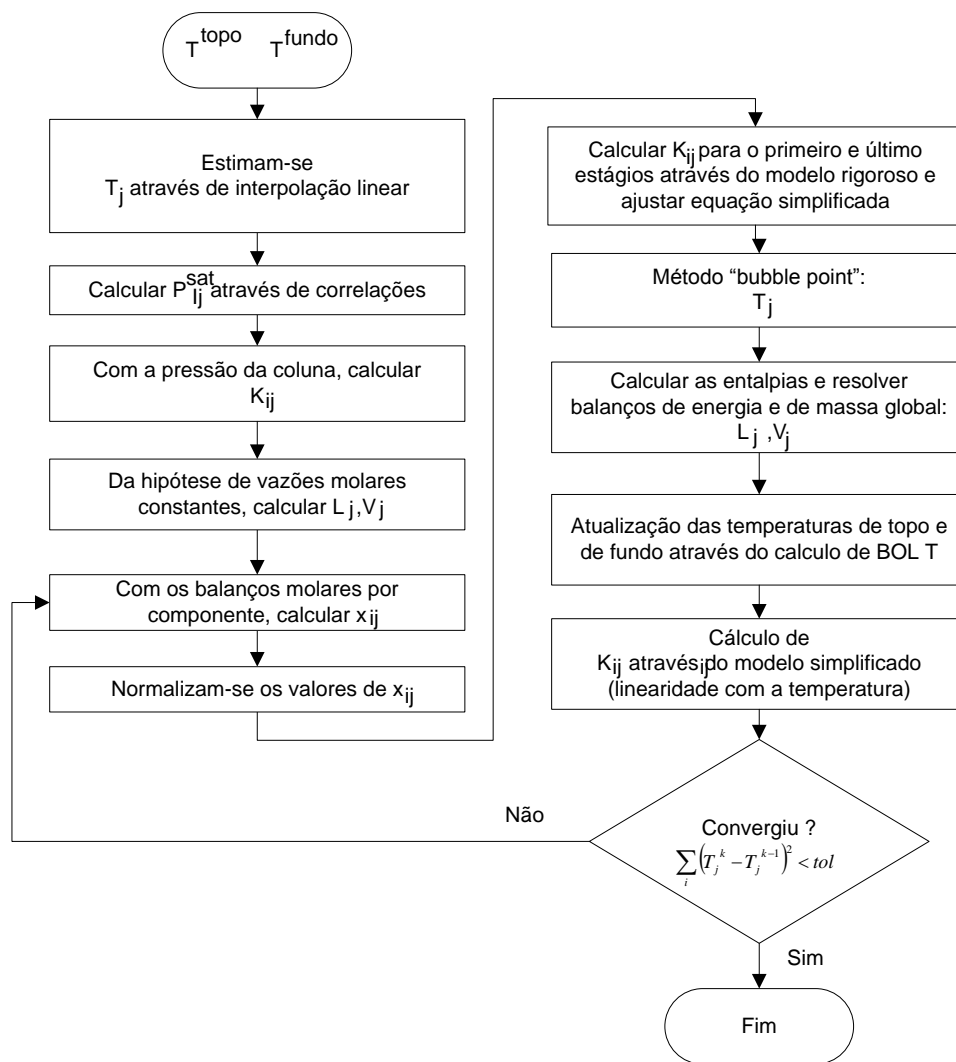 T^topo T^fundo
Estimam-se
T_j através de interpolação linear
Calcular P^sat_Ij através de correlações
Com a pressão da coluna, calcular
K_ij
Da hipótese de vazões molares
constantes, calcular L_j,V_j
Com os balanços molares por
componente, calcular x_ij
Normalizam-se os valores de x_ij
Calcular K_ij para o primeiro e último
estágios através do modelo rigoroso e
ajustar equação simplificada
Método “bubble point”:
T_j
Calcular as entalpias e resolver
balanços de energia e de massa global:
L_j ,V_j
Atualização das temperaturas de topo e
de fundo através do calculo de BOL T
Cálculo de
K_ij através_ij do modelo simplificado
(linearidade com a temperatura)
Não
Convergiu ?
∑_i (T_j^k − T_j^{k−1})^2 < tol
Sim
Fim